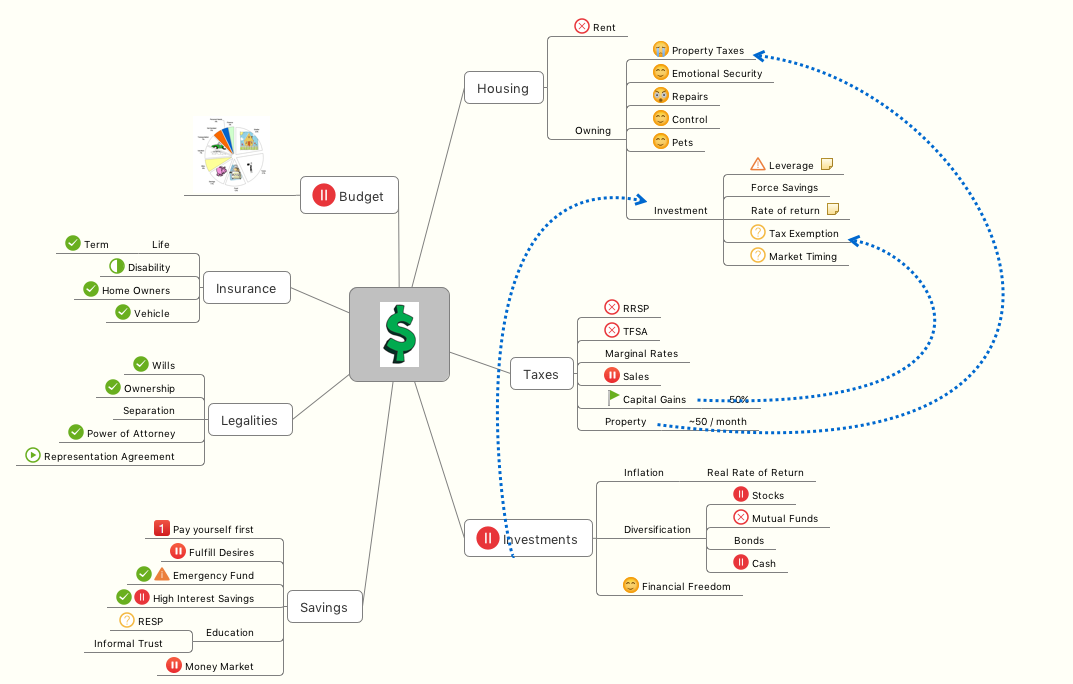 Housing
Rent
Owning
Property Taxes
Emotional Security
Repairs
Control
Pets
Investment
Leverage
Force Savings
Rate of return
Tax Exemption
Market Timing
Taxes
RRSP
TFSA
Marginal Rates
Sales
Capital Gains 50%
Property ~50 / month
Investments
Inflation Real Rate of Return
Diversification
Stocks
Mutual Funds
Bonds
Cash
Financial Freedom
Budget
Insurance
Term Life
Disability
Home Owners
Vehicle
Legalities
Wills
Ownership
Separation
Power of Attorney
Representation Agreement
Savings
1 Pay yourself first
Fulfill Desires
Emergency Fund
High Interest Savings
Education
RESP
Informal Trust
Money Market